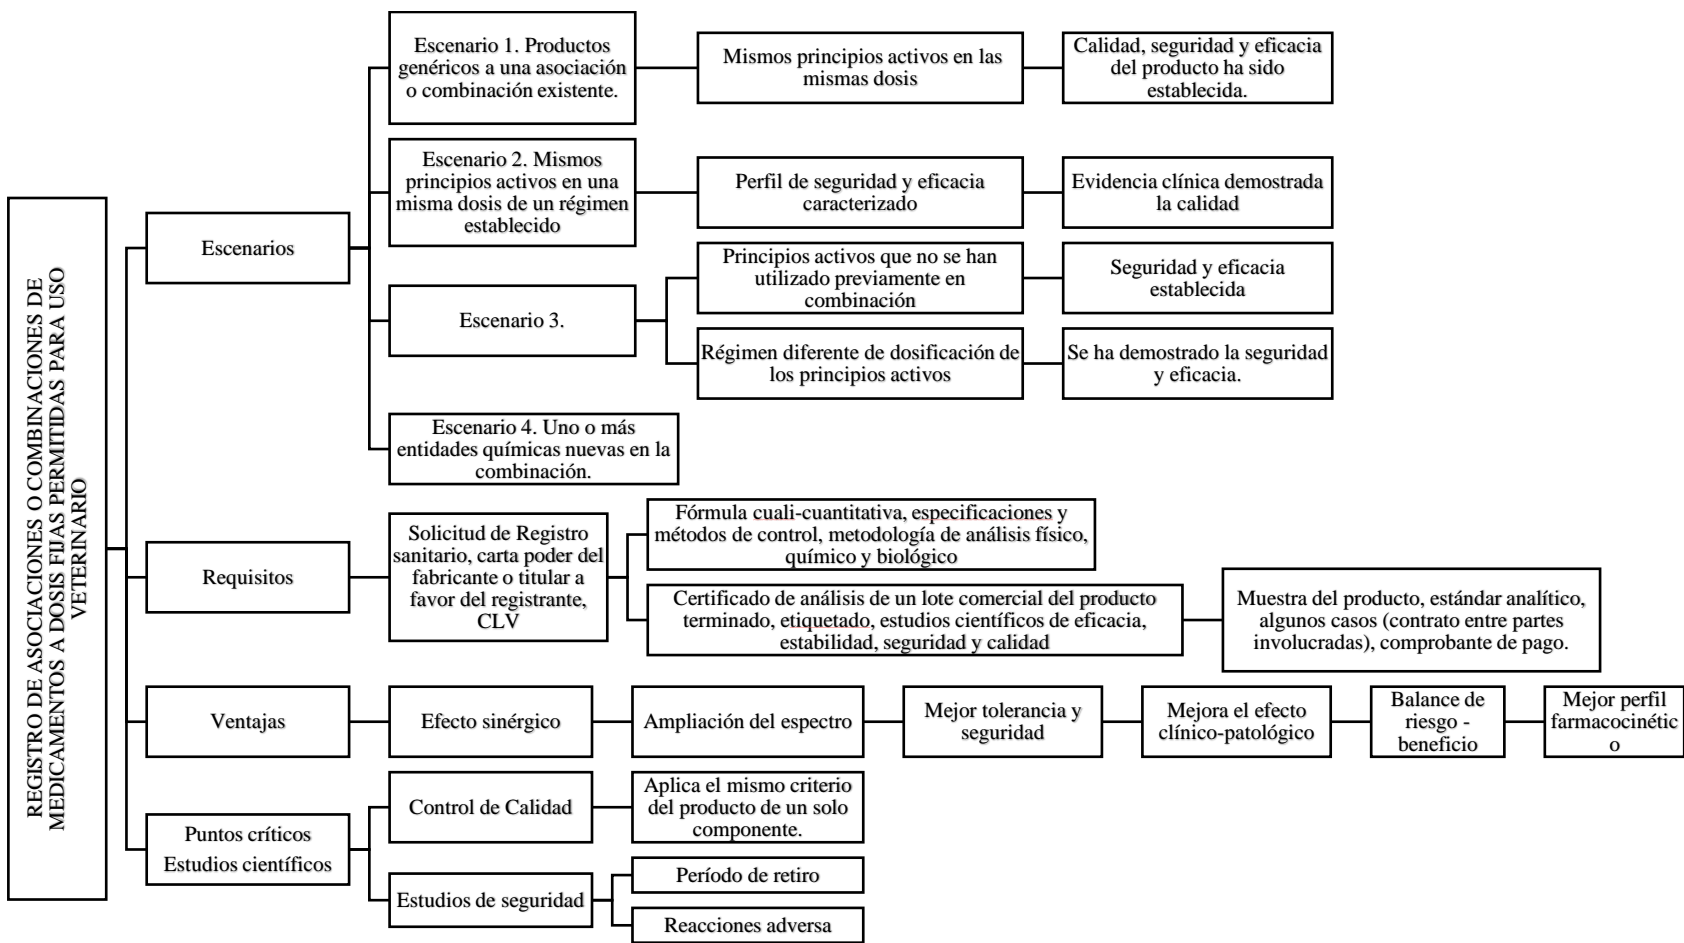 REGISTRO DE ASOCIACIONES O COMBINACIONES DE
MEDICAMENTOS A DOSIS FIJAS PERMITIDAS PARA USO
VETERINARIO
Escenarios
Escenario 1. Productos
genéricos a una asociación
o combinación existente.
Mismos principios activos en las
mismas dosis
Calidad, seguridad y eficacia
del producto ha sido
establecida.
Escenario 2. Mismos
principios activos en una
misma dosis de un régimen
establecido
Perfil de seguridad y eficacia
caracterizado
Evidencia clínica demostrada
la calidad
Escenario 3.
Principios activos que no se han
utilizado previamente en
combinación
Seguridad y eficacia
establecida
Régimen diferente de dosificación de
los principios activos
Se ha demostrado la seguridad
y eficacia.
Escenario 4. Uno o más
entidades químicas nuevas en la
combinación.
Requisitos
Solicitud de Registro
sanitario, carta poder del
fabricante o titular a
favor del registrante,
CLV
Fórmula cuali-cuantitativa, especificaciones y
métodos de control, metodología de análisis físico,
químico y biológico
Certificado de análisis de un lote comercial del producto
terminado, etiquetado, estudios científicos de eficacia,
estabilidad, seguridad y calidad
Muestra del producto, estándar analítico,
algunos casos (contrato entre partes
involucradas), comprobante de pago.
Ventajas
Efecto sinérgico
Ampliación del espectro
Mejor tolerancia y
seguridad
Mejora el efecto
clínico-patológico
Balance de
riesgo -
beneficio
Mejor perfil
farmacocinétic
o
Puntos críticos
Estudios científicos
Control de Calidad
Aplica el mismo criterio
del producto de un solo
componente.
Estudios de seguridad
Período de retiro
Reacciones adversa